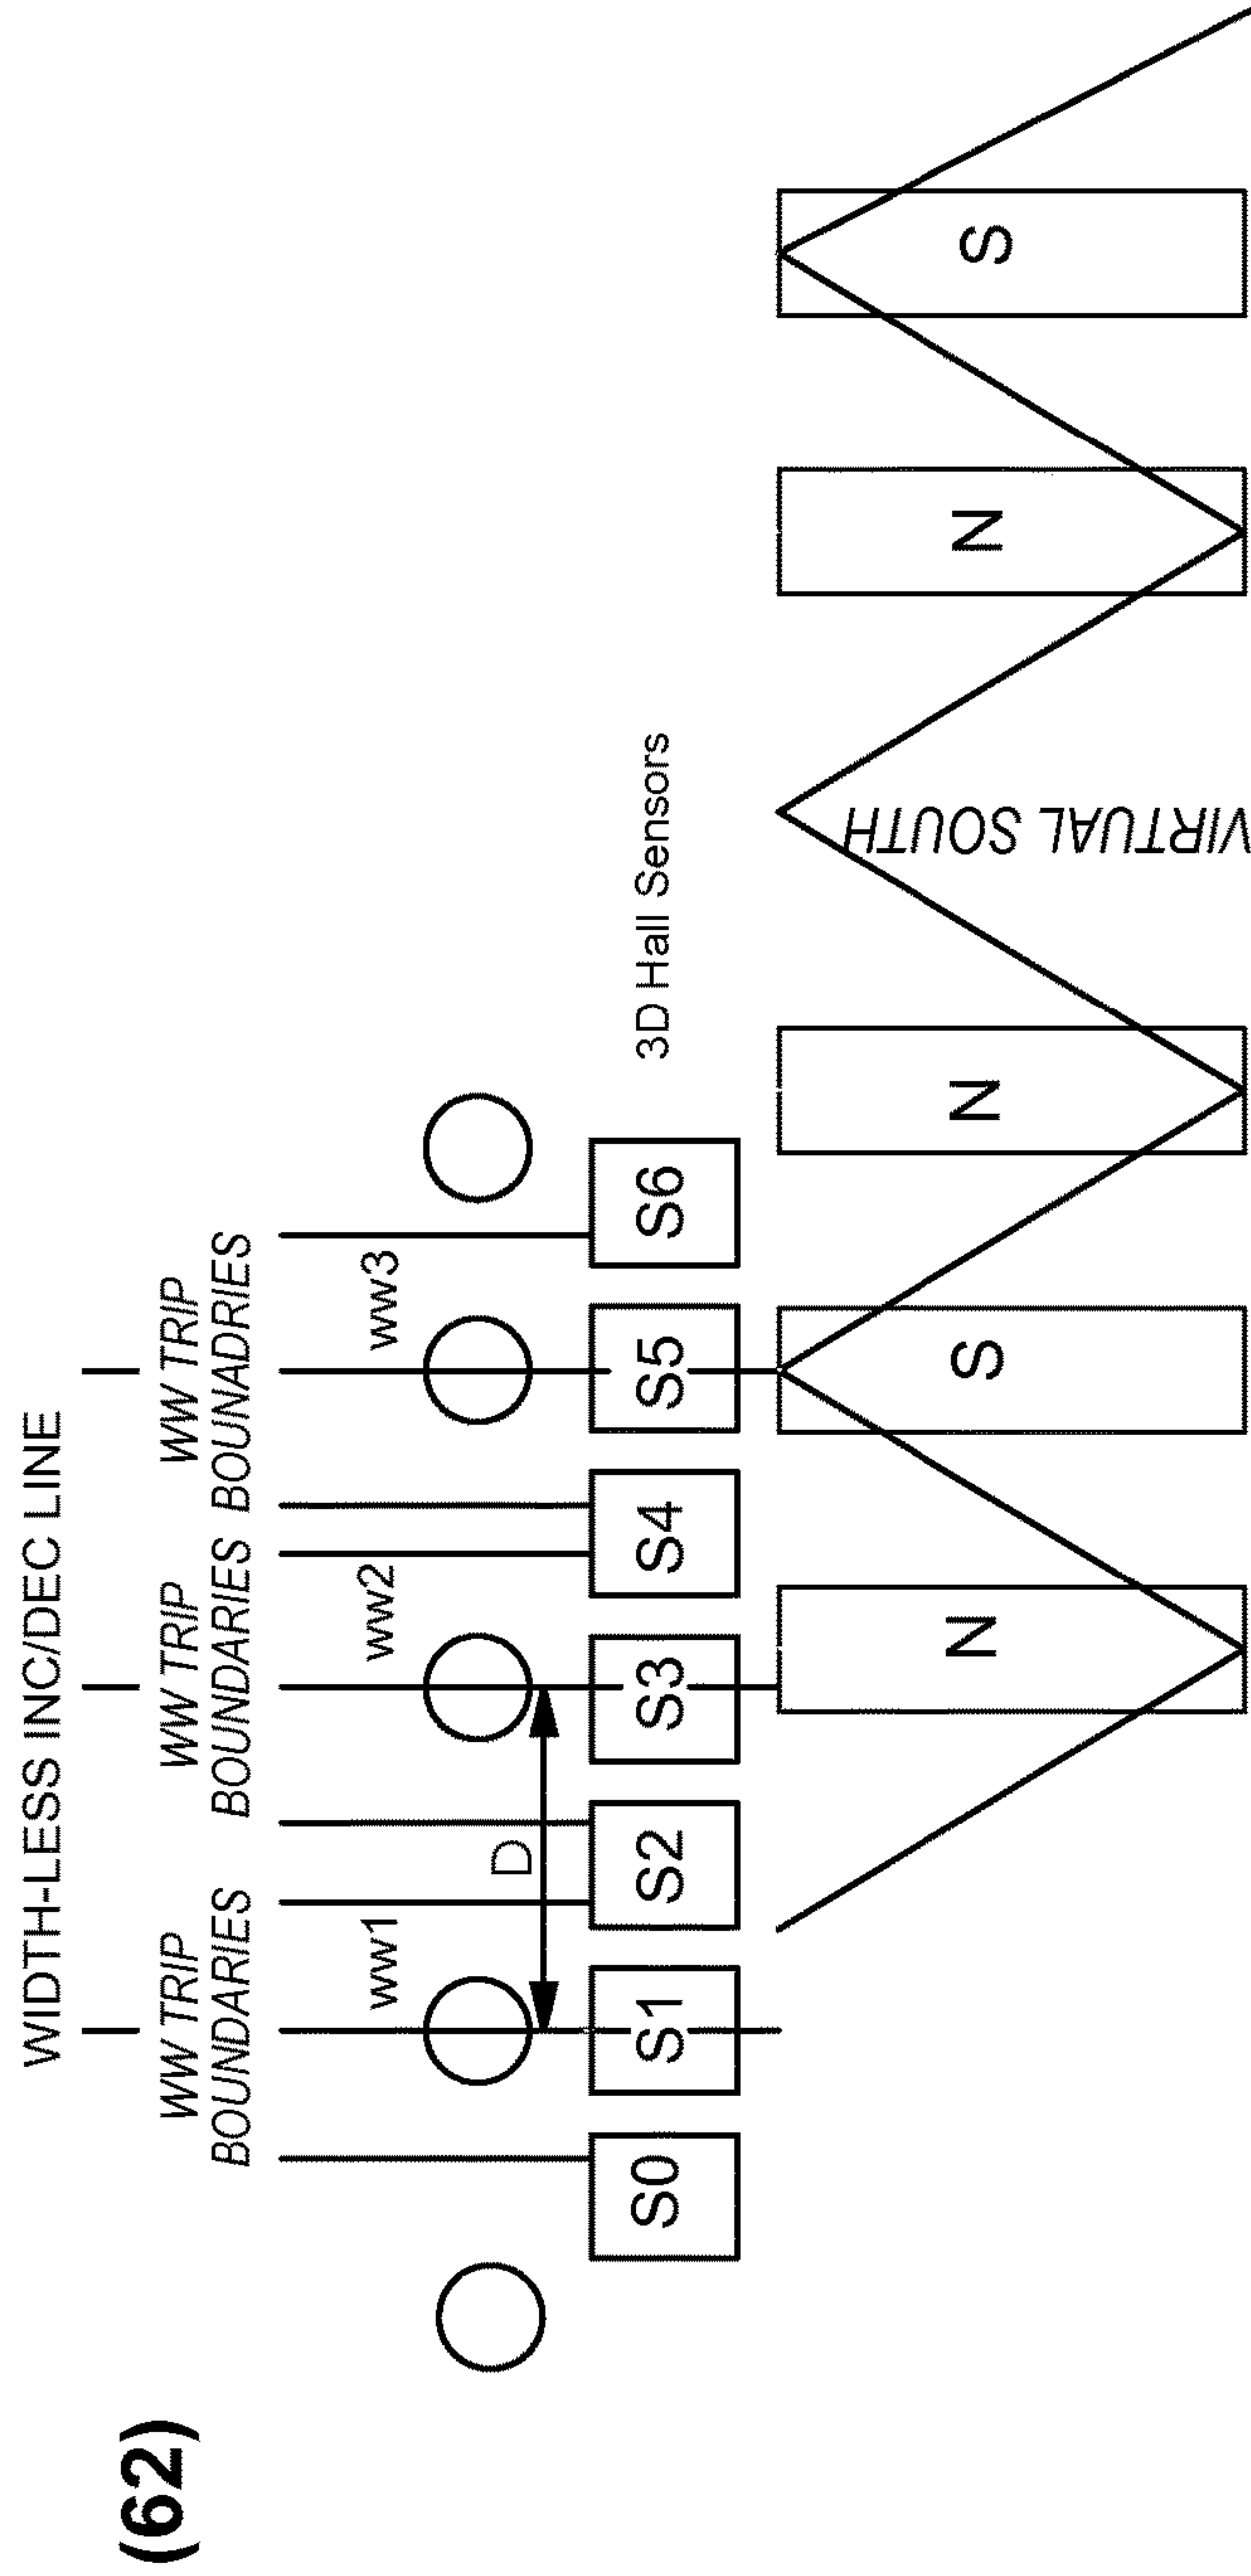 (62)
WIDTH-LESS INC/DEC LINE
WW TRIP
BOUNDARIES
WW TRIP
BOUNDARIES
WW TRIP
BOUNADRIES
ww1
ww2
ww3
D
S0
S1
S2
S3
S4
S5
S6
3D Hall Sensors
N
S
N
VIRTUAL SOUTH
N
S